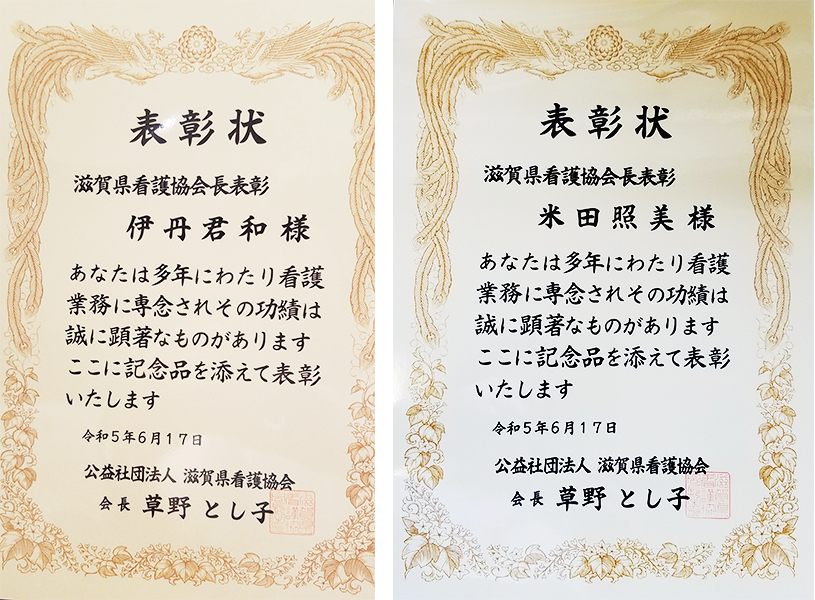 表彰状
滋賀県看護協会長表彰
伊丹君和様
あなたは多年にわたり看護
業務に専念されその功績は
誠に顕著なものがあります
ここに記念品を添えて表彰
いたします
令和5年6月17日
公益社団法人 滋賀県看護協会
会長 草野 とし子
表彰状
滋賀県看護協会長表彰
米田照美様
あなたは多年にわたり看護
業務に専念されその功績は
誠に顕著なものがあります
ここに記念品を添えて表彰
いたします
令和5年6月17日
公益社団法人 滋賀県看護協会
会長 草野 とし子